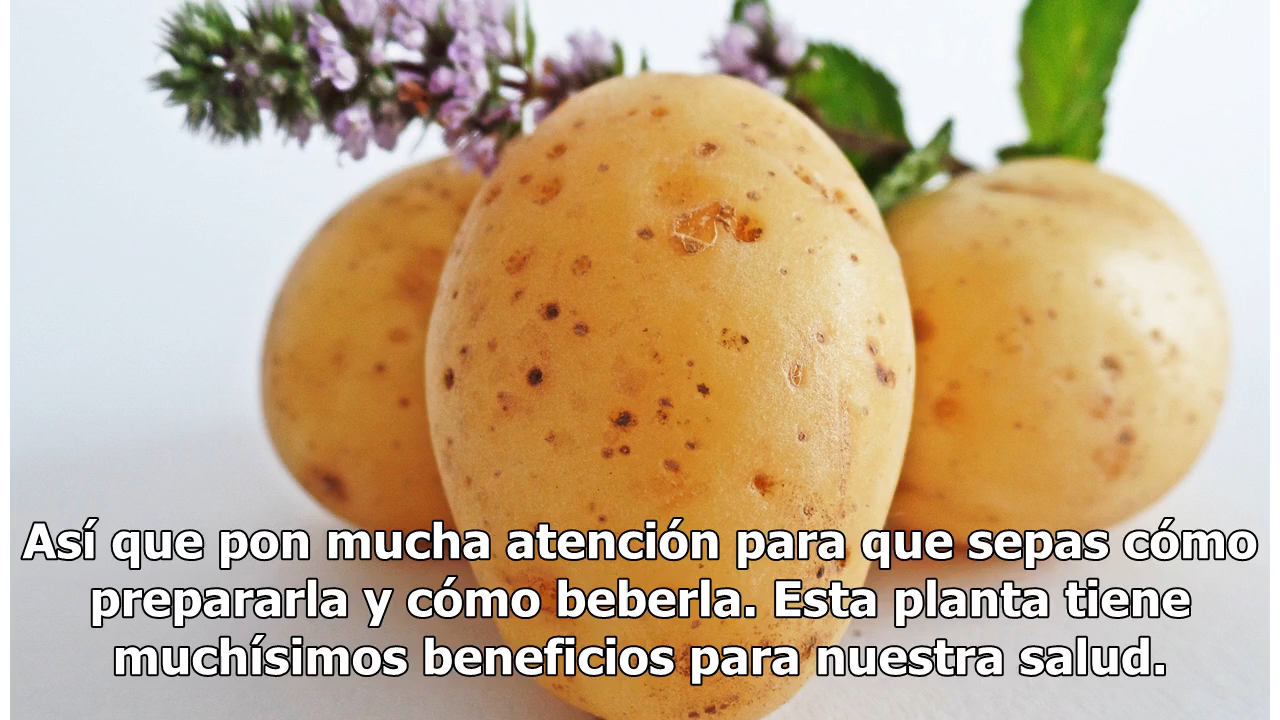 Así que pon mucha atención para que sepas cómo
prepararla y cómo beberla. Esta planta tiene
muchísimos beneficios para nuestra salud.